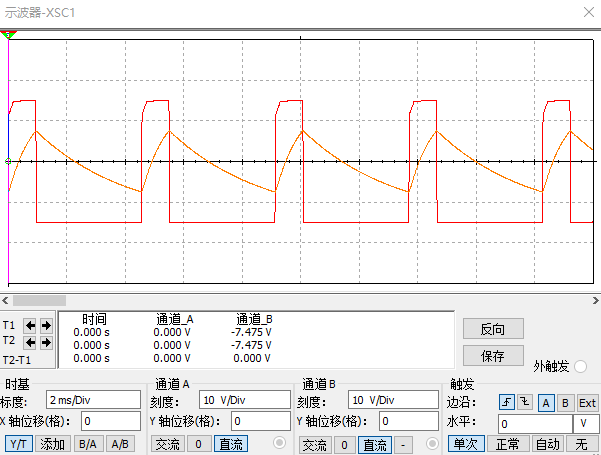 示波器-XSC1
T1
T2
T2-T1
时间 通道_A 通道_B
0.000 s 0.000 V -7.475 V
0.000 s 0.000 V -7.475 V
0.000 s 0.000 V 0.000 V
反向
保存
外触发
时基
标度: 2 ms/Div
X 轴位移(格): 0
Y/T 添加 B/A A/B
通道 A
刻度: 10 V/Div
Y 轴位移(格): 0
交流 0 直流
通道 B
刻度: 10 V/Div
Y 轴位移(格): 0
交流 0 直流 -
触发
边沿: A B Ext
水平: 0 V
单次 正常 自动 无